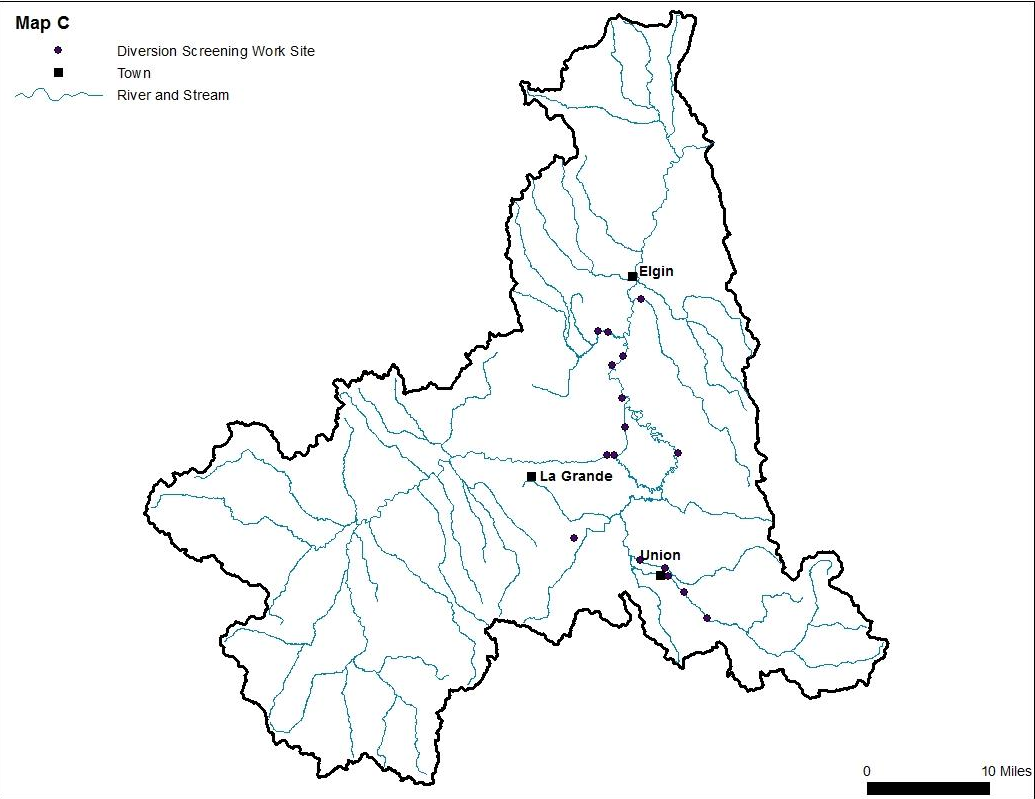 Map C
Diversion Screening Work Site
Town
River and Stream
Elgin
La Grande
Union
0 10 Miles